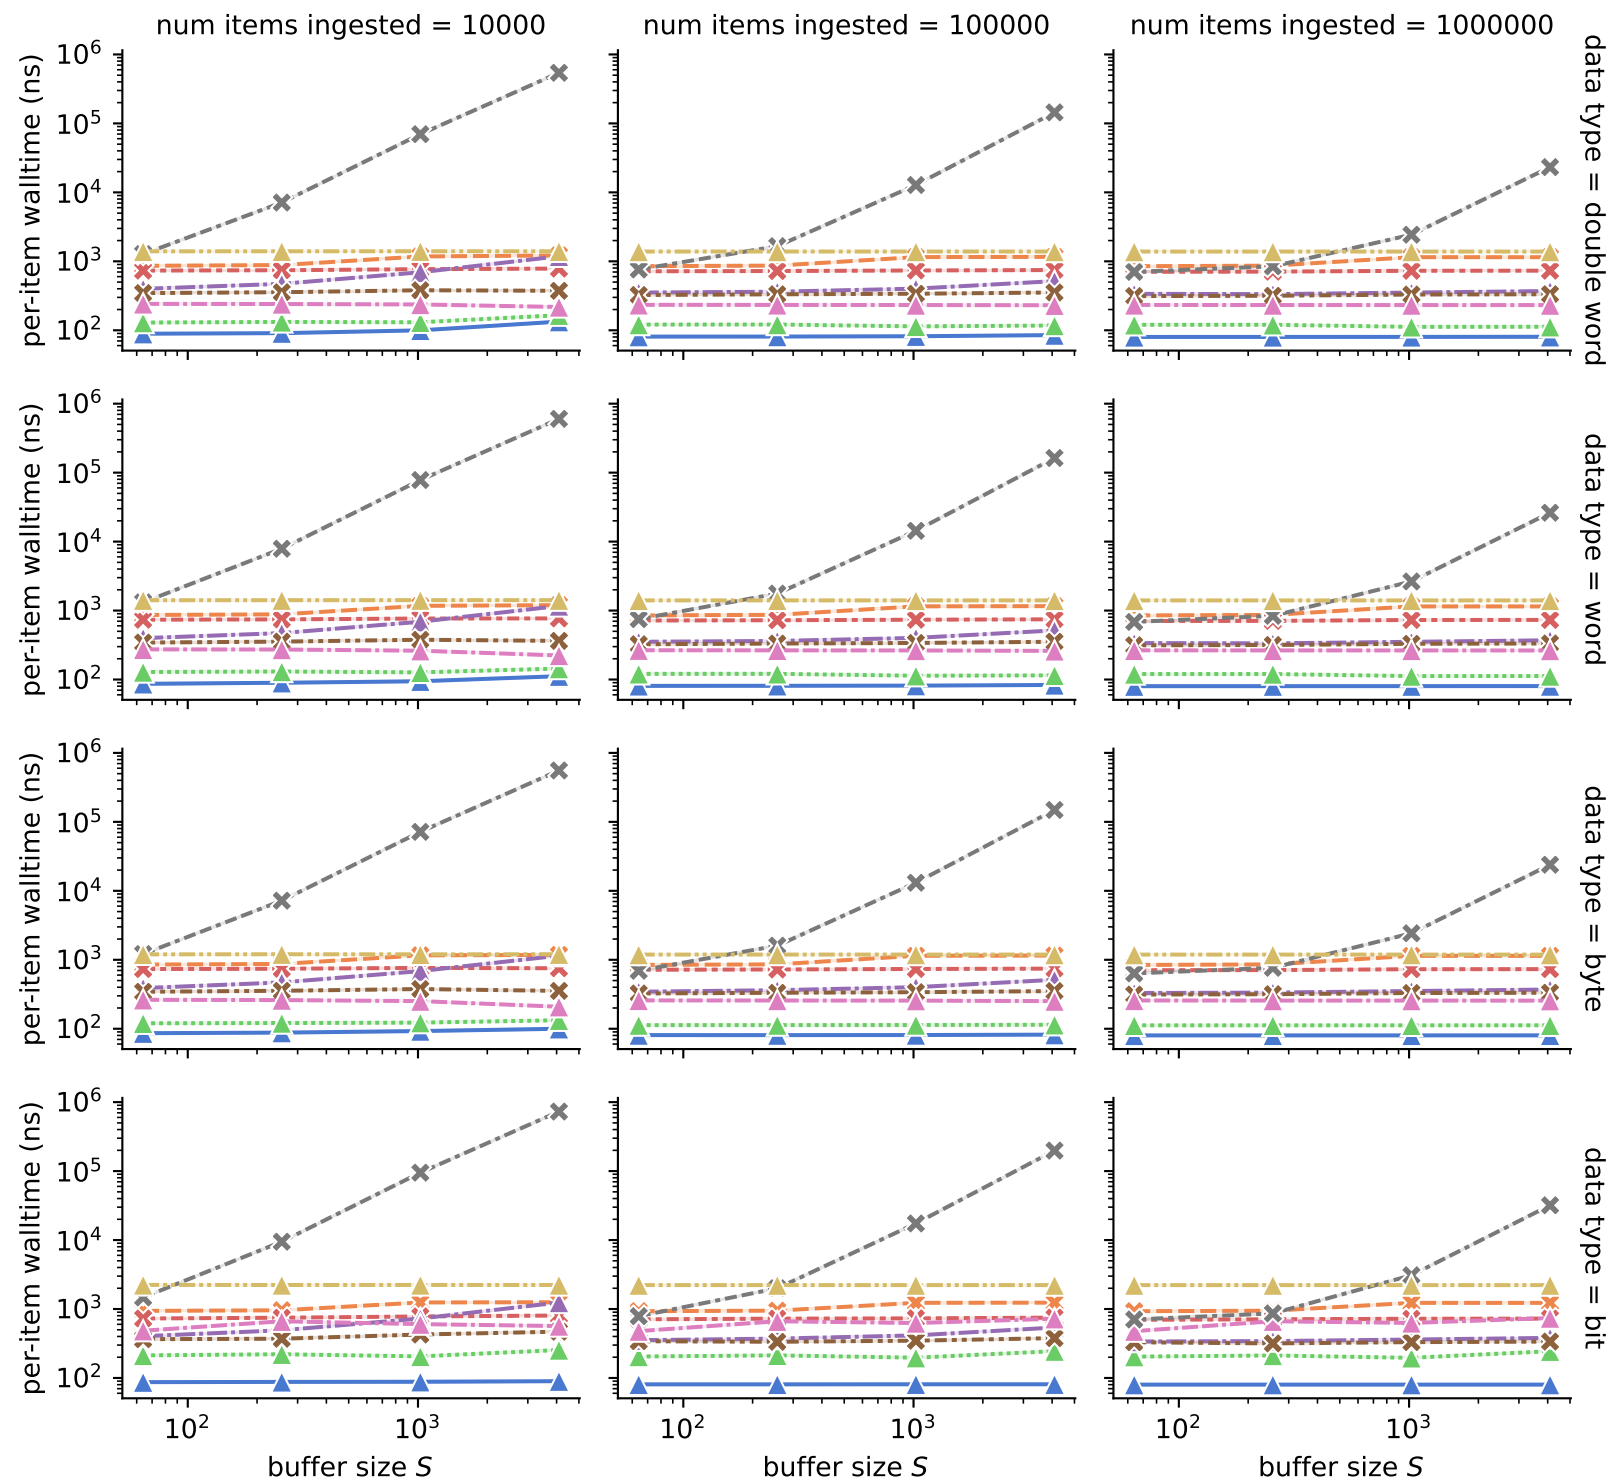 num items ingested = 10000
num items ingested = 100000
num items ingested = 1000000
per-item walltime (ns)
10^6
10^5
10^4
10^3
10^2
data type = double word
per-item walltime (ns)
10^6
10^5
10^4
10^3
10^2
data type = word
per-item walltime (ns)
10^6
10^5
10^4
10^3
10^2
data type = byte
per-item walltime (ns)
10^6
10^5
10^4
10^3
10^2
data type = bit
10^2 10^3
10^2 10^3
10^2 10^3
buffer size S
buffer size S
buffer size S